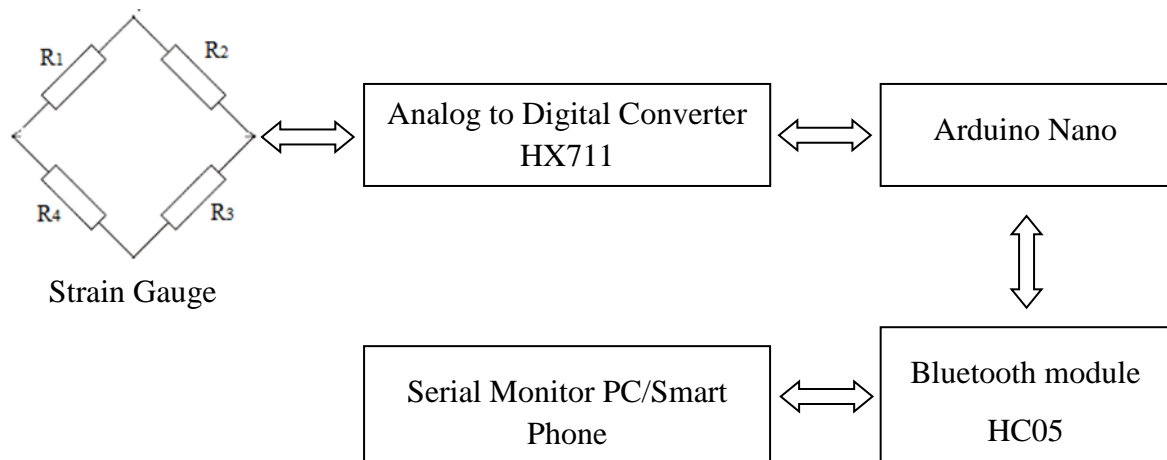 R1
R2
R4
R3
Strain Gauge
Analog to Digital Converter
HX711
Arduino Nano
Serial Monitor PC/Smart
Phone
Bluetooth module
HC05